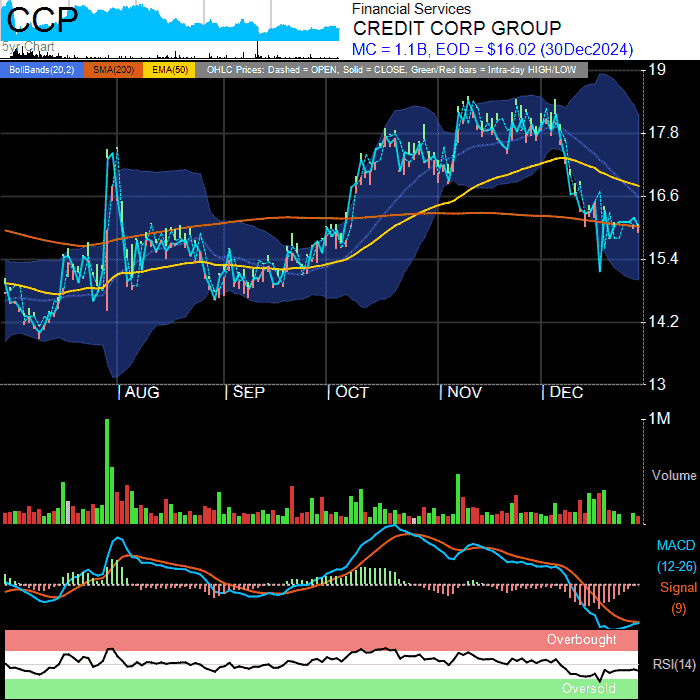 CCP
5yr Chart
Financial Services
CREDIT CORP GROUP
MC = 1.1B, EOD = $16.02 (30Dec2024)
BollBands(20,2) SMA(200) EMA(50) OHLC Prices: Dashed = OPEN, Solid = CLOSE, Green/Red bars = Intra-day HIGH/LOW
19
17.8
16.6
15.4
14.2
13
AUG SEP OCT NOV DEC
1M
Volume
MACD
(12-26)
Signal
(9)
Overbought
RSI(14)
Oversold